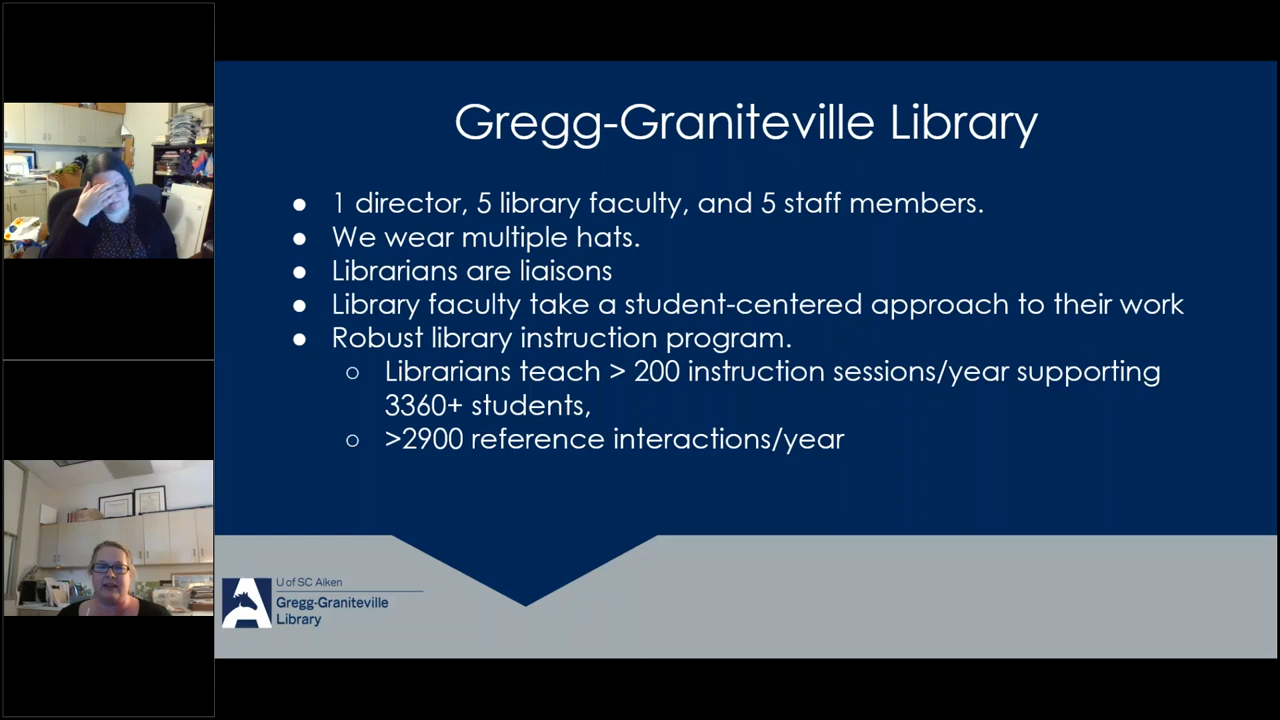 Gregg-Graniteville Library
● 1 director, 5 library faculty, and 5 staff members.
● We wear multiple hats.
● Librarians are liaisons
● Library faculty take a student-centered approach to their work
● Robust library instruction program.
○ Librarians teach > 200 instruction sessions/year supporting
3360+ students,
○ >2900 reference interactions/year
U of SC Aiken
Gregg-Graniteville
Library